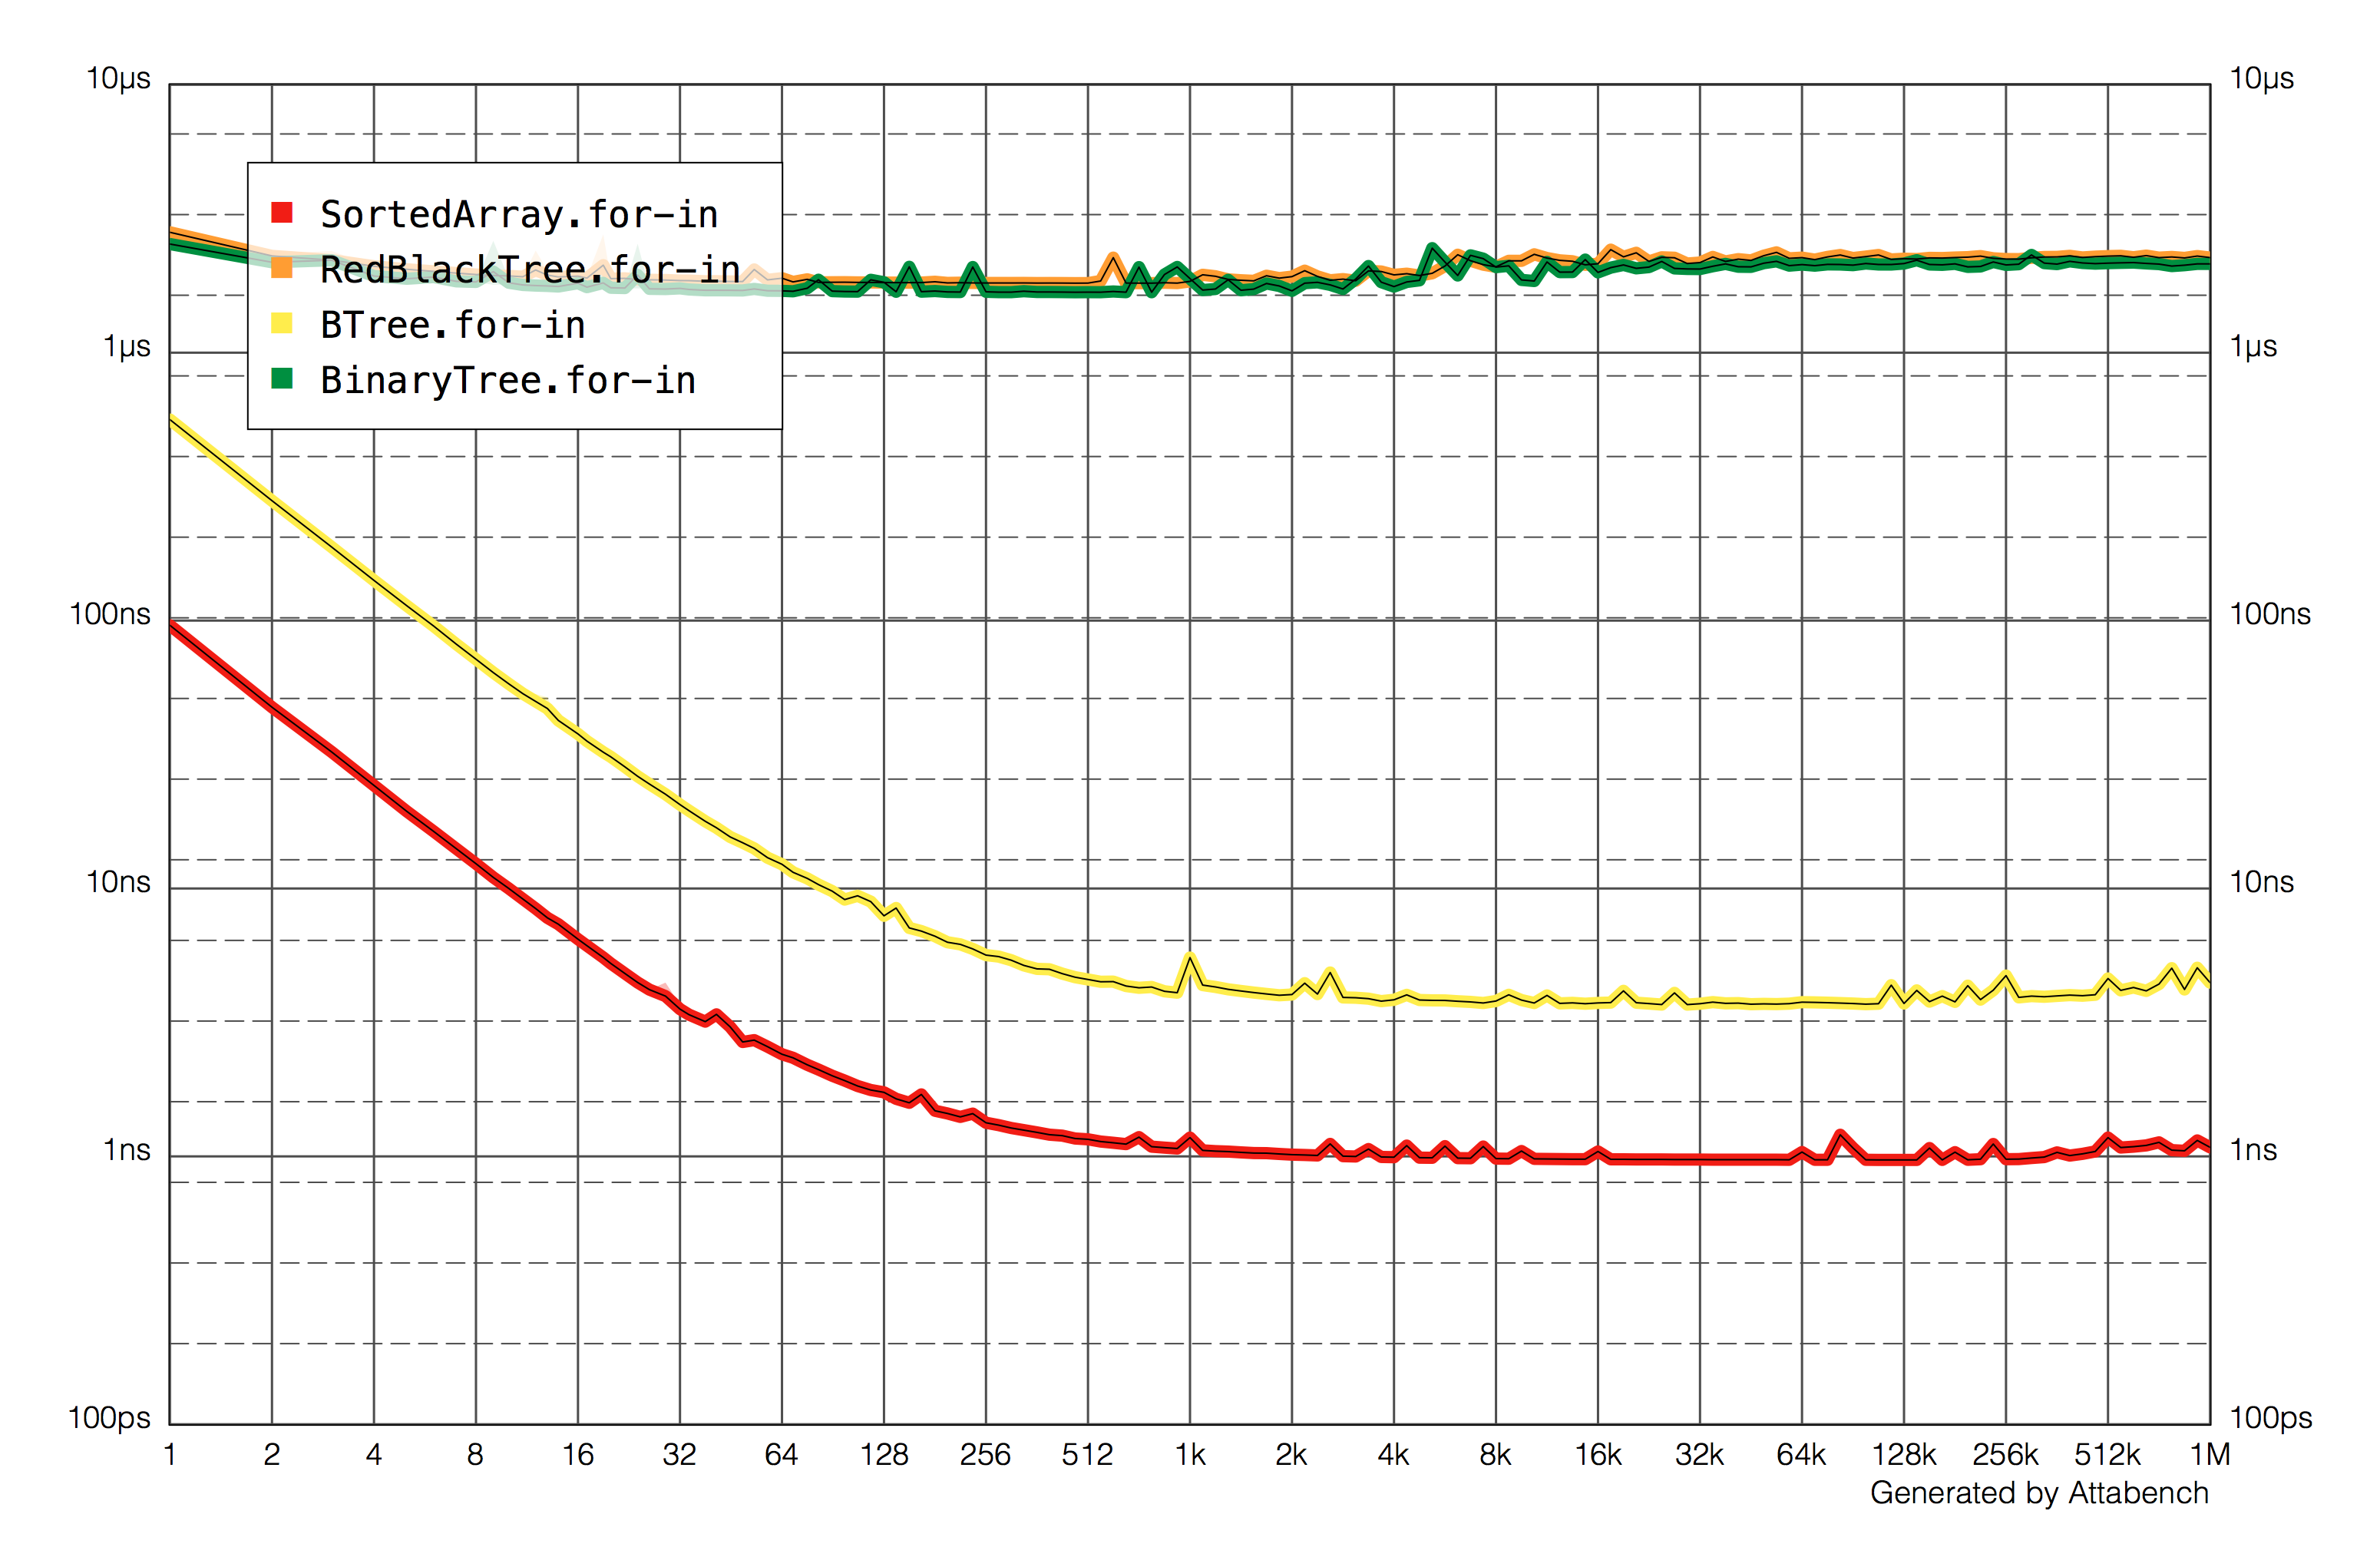 10µs 10µs
SortedArray.for-in
RedBlackTree.for-in
BTree.for-in
BinaryTree.for-in
1µs 1µs
100ns 100ns
10ns 10ns
1ns 1ns
100ps 100ps
1 2 4 8 16 32 64 128 256 512 1k 2k 4k 8k 16k 32k 64k 128k 256k 512k 1M
Generated by Attabench